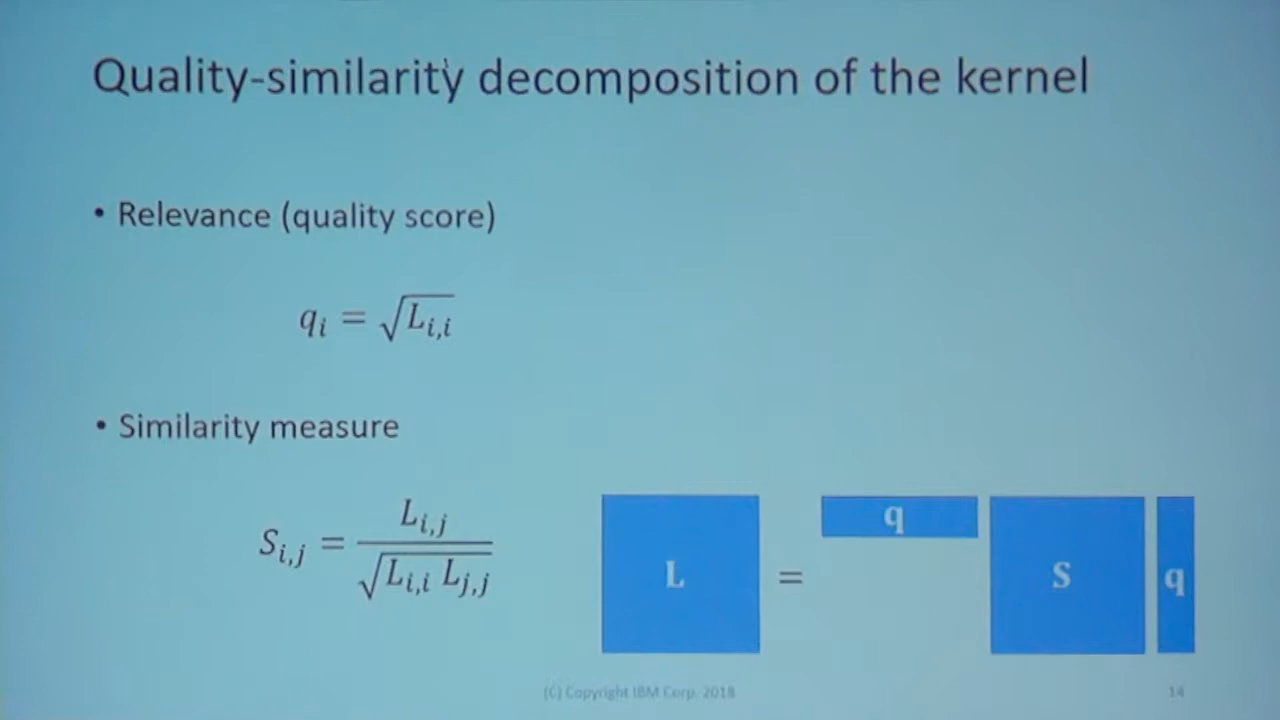 Quality-similarity decomposition of the kernel
• Relevance (quality score)
q_i = √L_{i,i}
• Similarity measure
S_{i,j} = L_{i,j} / √(L_{i,i} L_{j,j})
L = q S q
(C) Copyright IBM Corp. 2018
14